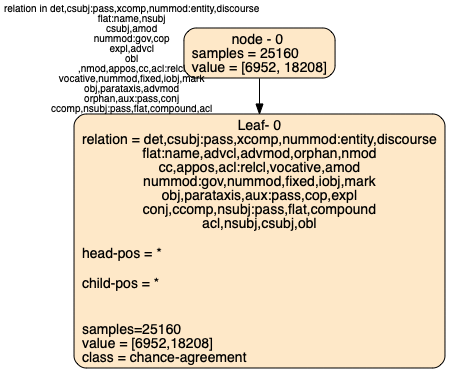 relation in det,csubj:pass,xcomp,nummod:entity,discourse
flat:name,nsubj
csubj,amod
nummod:gov,cop
expl,advcl
obl
,nmod,appos,cc,acl:relcl
vocative,nummod,fixed,iobj,mark
obj,parataxis,advmod
orphan,aux:pass,conj
ccomp,nsubj:pass,flat,compound,acl
node - 0
samples = 25160
value = [6952, 18208]
Leaf- 0
relation = det,csubj:pass,xcomp,nummod:entity,discourse
flat:name,advcl,advmod,orphan,nmod
cc,appos,acl:relcl,vocative,amod
nummod:gov,nummod,fixed,iobj,mark
obj,parataxis,aux:pass,cop,expl
conj,ccomp,nsubj:pass,flat,compound
acl,nsubj,csubj,obl
head-pos = *
child-pos = *
samples=25160
value = [6952,18208]
class = chance-agreement